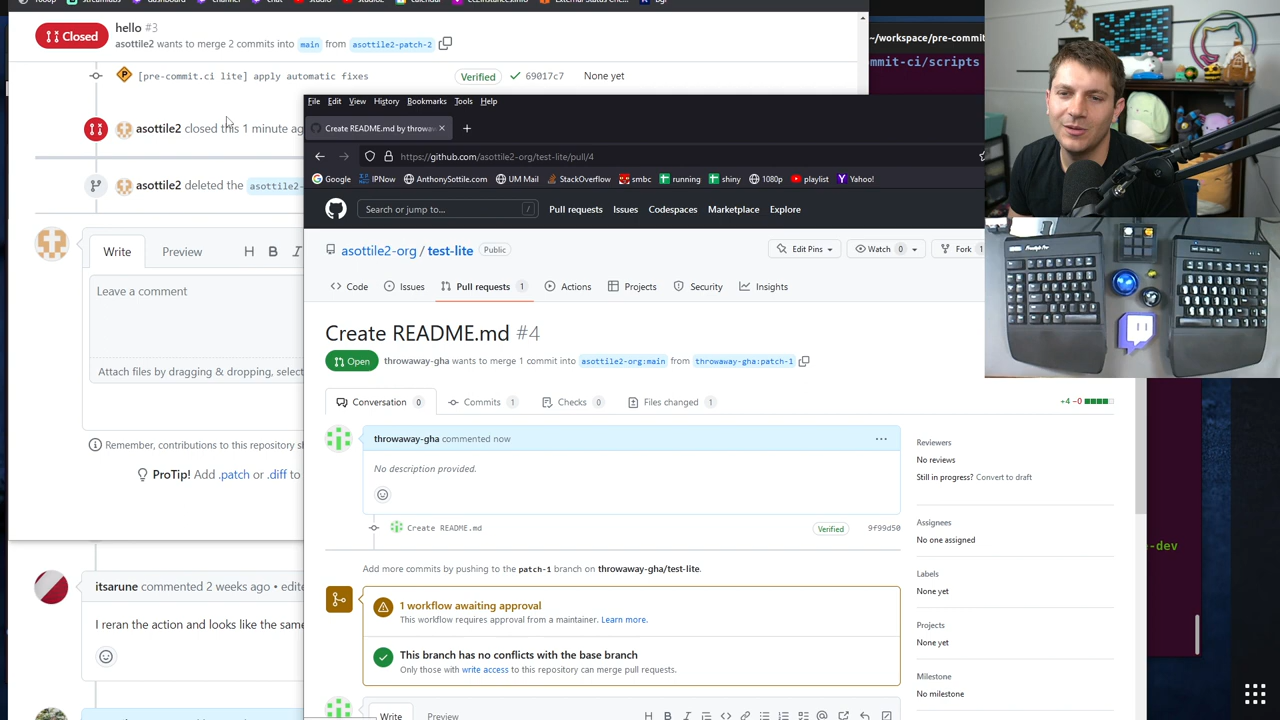 Closed
hello #3
asottile2 wants to merge 2 commits into main from asottile2-patch-2
[pre-commit.ci lite] apply automatic fixes
Verified
69017c7
None yet
asottile2 closed this 1 minute ag
asottile2 deleted the asottile2-
Write
Preview
H B I
Leave a comment
Attach files by dragging & dropping, select
Remember, contributions to this repository sh
ProTip! Add .patch or .diff to
itsarune commented 2 weeks ago • edite
I reran the action and looks like the same
~/workspace/pre-commit
mmit-ci/scripts
-dev
File Edit View History Bookmarks Tools Help
Create README.md by throwaw
https://github.com/asottile2-org/test-lite/pull/4
Google
IPNow
AnthonySottile.com
UM Mail
StackOverflow
smbc
running
shiny
1080p
playlist
Yahoo!
Search or jump to... /
Pull requests
Issues
Codespaces
Marketplace
Explore
asottile2-org / test-lite Public
Edit Pins
Watch 0
Fork 1
Code
Issues
Pull requests 1
Actions
Projects
Security
Insights
Create README.md #4
Open
throwaway-gha wants to merge 1 commit into asottile2-org:main from throwaway-gha:patch-1
Conversation 0
Commits 1
Checks 0
Files changed 1
+4 −0
throwaway-gha commented now
No description provided.
Create README.md
Verified
9f99d50
Add more commits by pushing to the patch-1 branch on throwaway-gha/test-lite.
1 workflow awaiting approval
This workflow requires approval from a maintainer. Learn more.
This branch has no conflicts with the base branch
Only those with write access to this repository can merge pull requests.
Write
Preview
H B I
Reviewers
No reviews
Still in progress? Convert to draft
Assignees
No one assigned
Labels
None yet
Projects
None yet
Milestone
No milestone